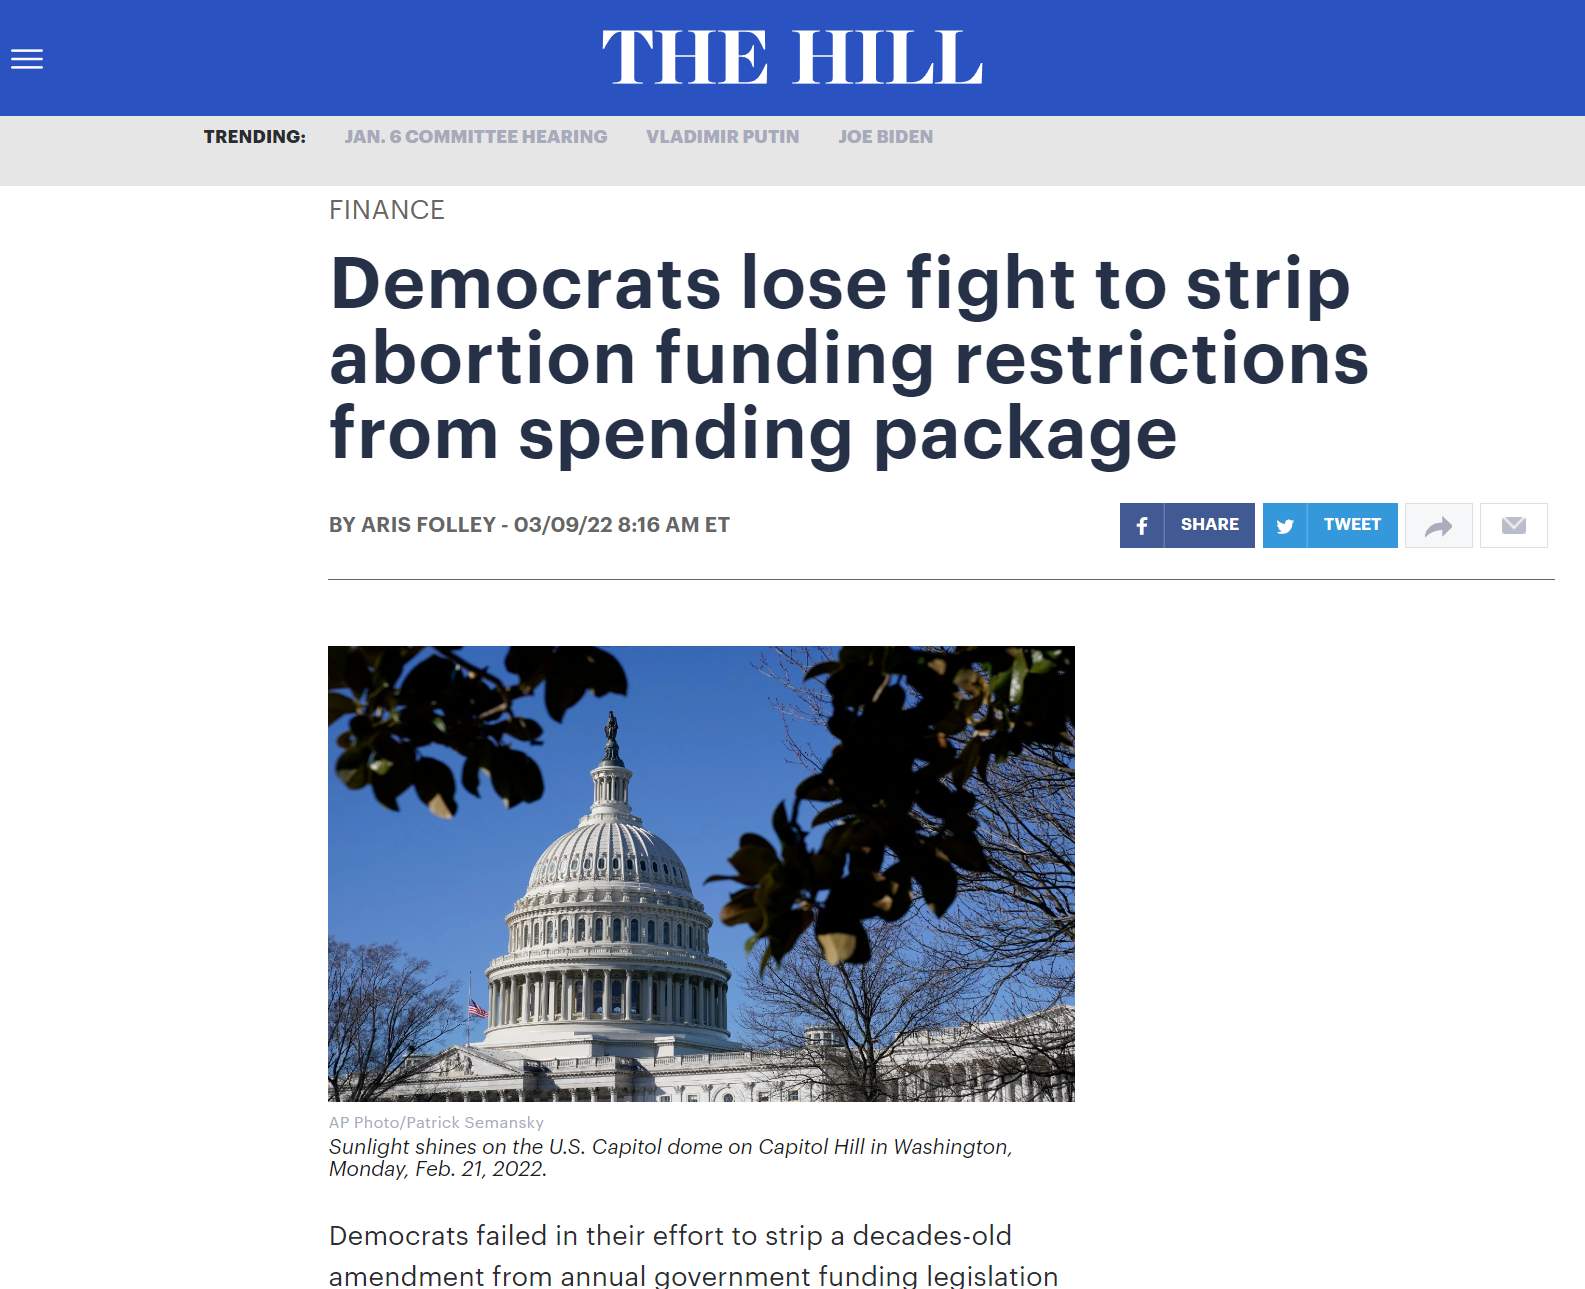 THE HILL
TRENDING: JAN. 6 COMMITTEE HEARING VLADIMIR PUTIN JOE BIDEN
FINANCE
Democrats lose fight to strip
abortion funding restrictions
from spending package
BY ARIS FOLLEY - 03/09/22 8:16 AM ET
SHARE TWEET
AP Photo/Patrick Semansky
Sunlight shines on the U.S. Capitol dome on Capitol Hill in Washington,
Monday, Feb. 21, 2022.
Democrats failed in their effort to strip a decades-old
amendment from annual government funding legislation